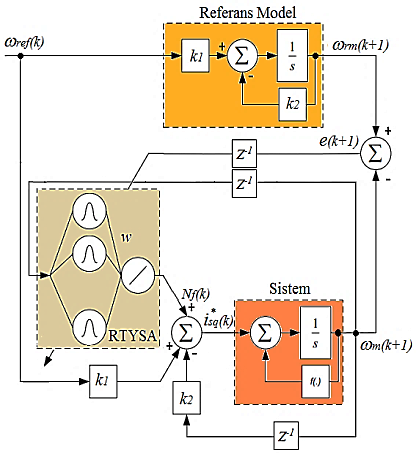 Referans Model
ωref(k)
k1
+
Σ
-
1
s
k2
ωrm(k+1)
+
e(k+1)
Σ
-
Z-1
Z-1
w
RTYSA
Nf(k)
+
Σ
+
-
i*sq(k)
Sistem
Σ
1
s
f(.)
ωm(k+1)
k1
k2
Z-1